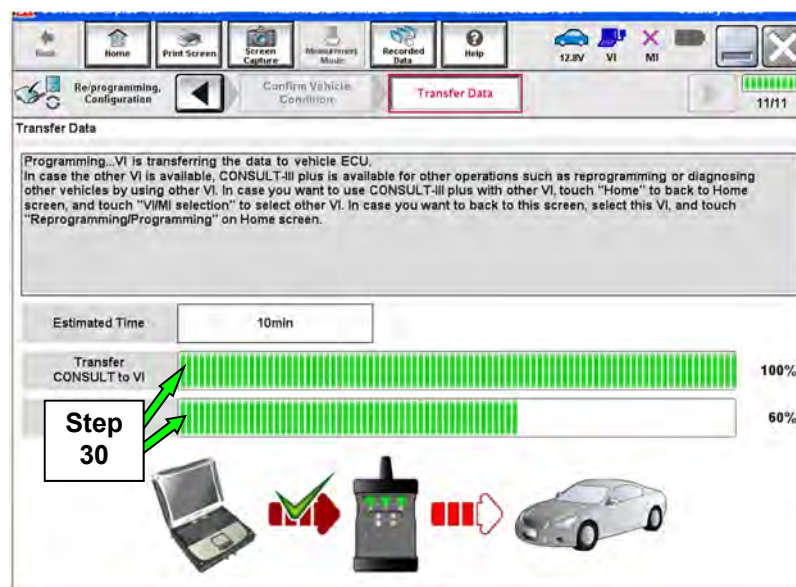 Back
Home
Print Screen
Screen
Capture
Measurement
Mode
Recorded
Data
Help
12.8V VI MI
Re/programming,
Configuration
Confirm Vehicle
Condition
Transfer Data
11/11
Transfer Data
Programming...VI is transferring the data to vehicle ECU.
In case the other VI is available, CONSULT-III plus is available for other operations such as reprogramming or diagnosing
other vehicles by using other VI. In case you want to use CONSULT-III plus with other VI, touch "Home" to back to Home
screen, and touch "VI/MI selection" to select other VI. In case you want to back to this screen, select this VI, and touch
"Reprogramming/Programming" on Home screen.
Estimated Time
10min
Transfer
CONSULT to VI
100%
60%
Step
30